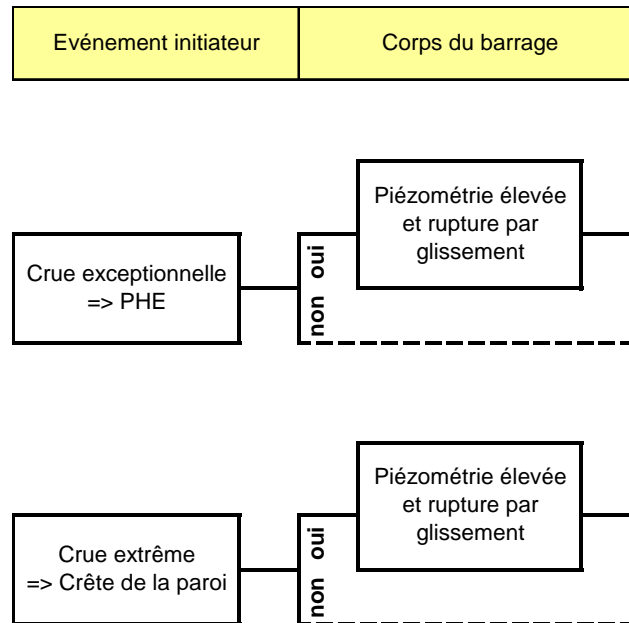 Evénement initiateur
Corps du barrage
Piézométrie élevée
et rupture par
glissement
Crue exceptionnelle
=> PHE
oui
non
Piézométrie élevée
et rupture par
glissement
Crue extrême
=> Crête de la paroi
oui
non